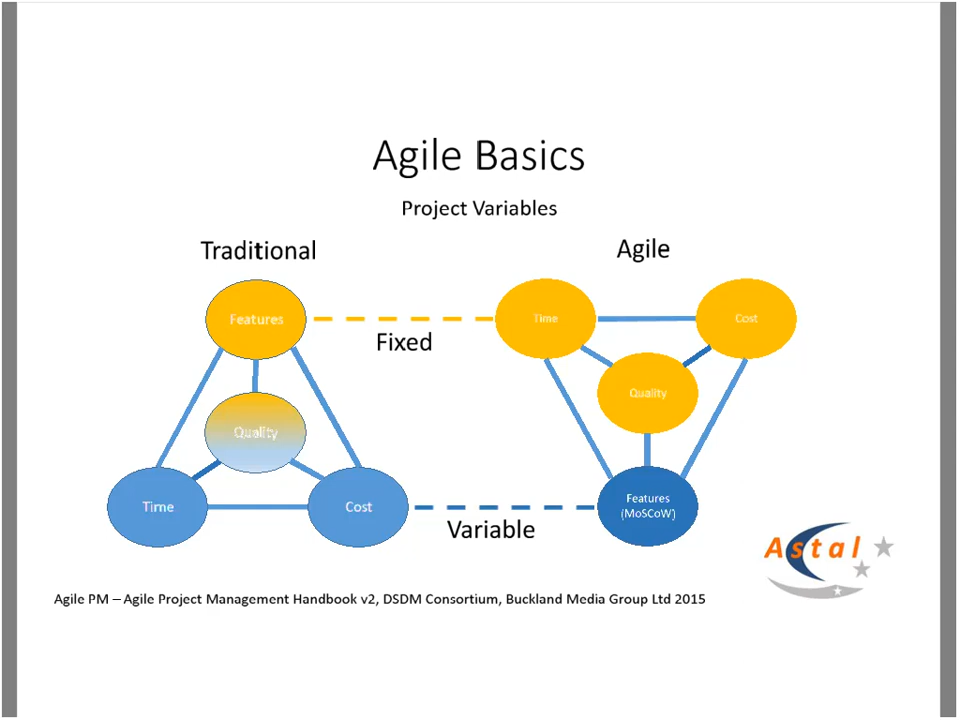 Agile Basics
Project Variables
Traditional
Agile
Features
Fixed
Time
Cost
Quality
Quality
Time
Cost
Variable
Features
(MoSCoW)
Astal
Agile PM – Agile Project Management Handbook v2, DSDM Consortium, Buckland Media Group Ltd 2015